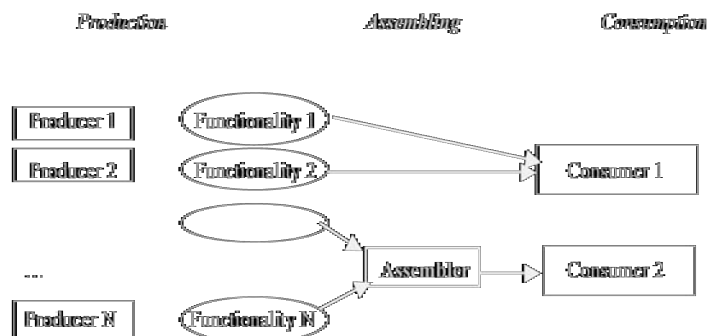 Production Assembling Consumption
Producer 1 Functionality 1
Producer 2 Functionality 2 Consumer 1
... Assembler Consumer 2
Producer N Functionality N